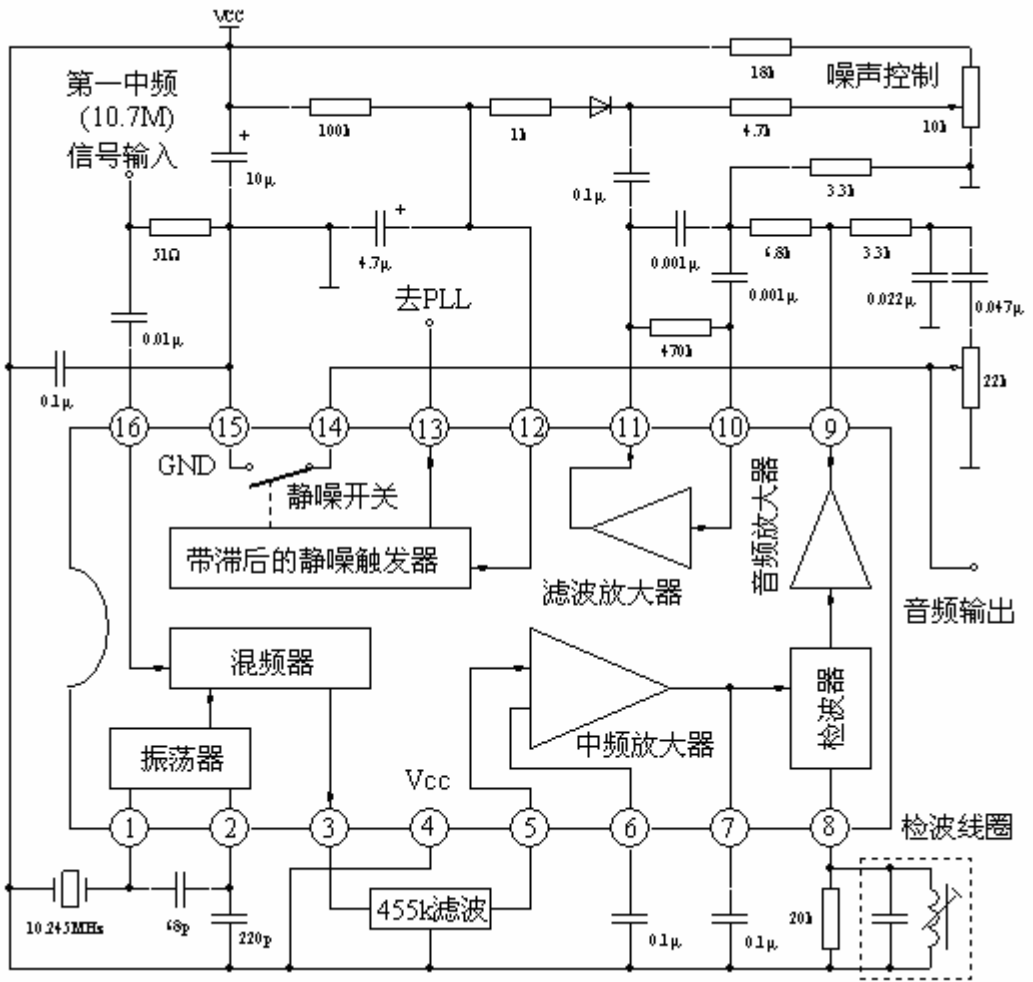 VCC
18k
噪声控制
第一中频
(10.7M)
信号输入
100k
1k
4.7k
10k
+
10μ
0.1μ
3.3k
51Ω
+
4.7μ
0.001μ
6.8k
3.3k
0.001μ
0.022μ
0.047μ
去PLL
0.01μ
470k
22k
0.1μ
16
15
14
13
12
11
10
9
GND
静噪开关
带滞后的静噪触发器
滤波放大器
音频放大器
音频输出
混频器
振荡器
中频放大器
检波器
Vcc
1
2
3
4
5
6
7
8
检波线圈
10.245MHz
68p
220p
455k滤波
0.1μ
0.1μ
20k